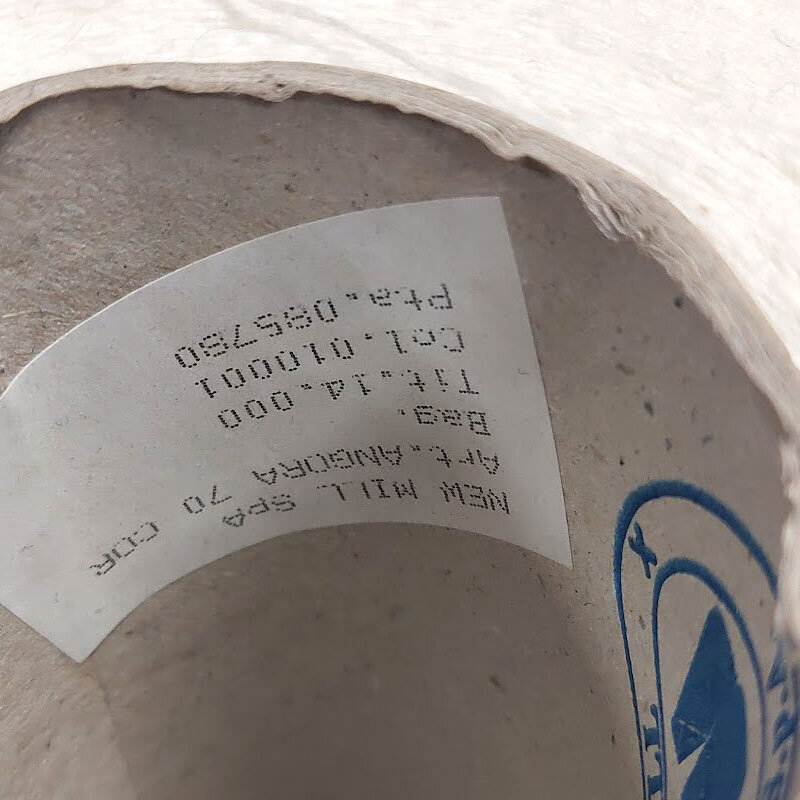 NEW MILL SPA
Art.ANGORA 70 COR
Bag.
Tit.14.000
Col.010001
Pta.085780